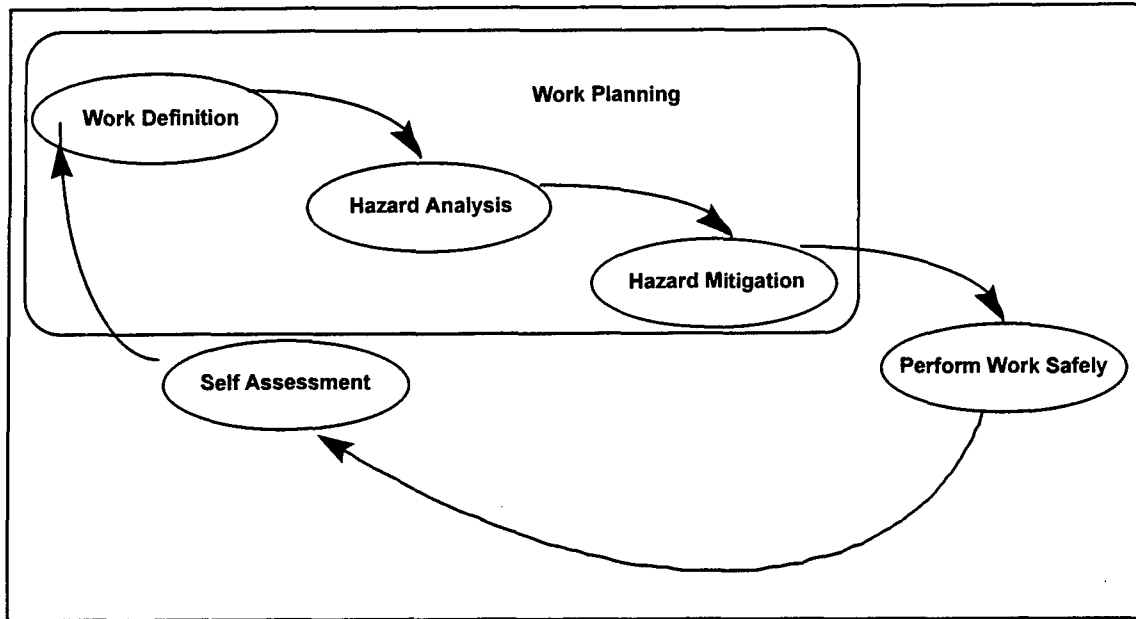 Work Planning
Work Definition
Hazard Analysis
Hazard Mitigation
Perform Work Safely
Self Assessment